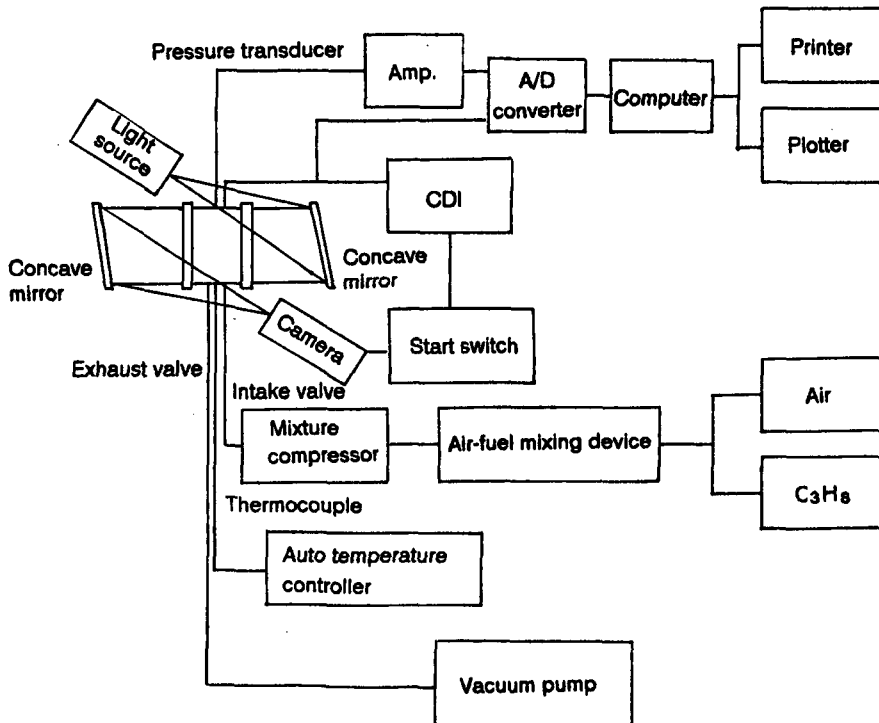 Pressure transducer
Amp.
A/D
converter
Computer
Printer
Plotter
Light
source
CDI
Concave
mirror
Concave
mirror
Camera
Start switch
Exhaust valve
Intake valve
Mixture
compressor
Air-fuel mixing device
Air
C₃H₈
Thermocouple
Auto temperature
controller
Vacuum pump